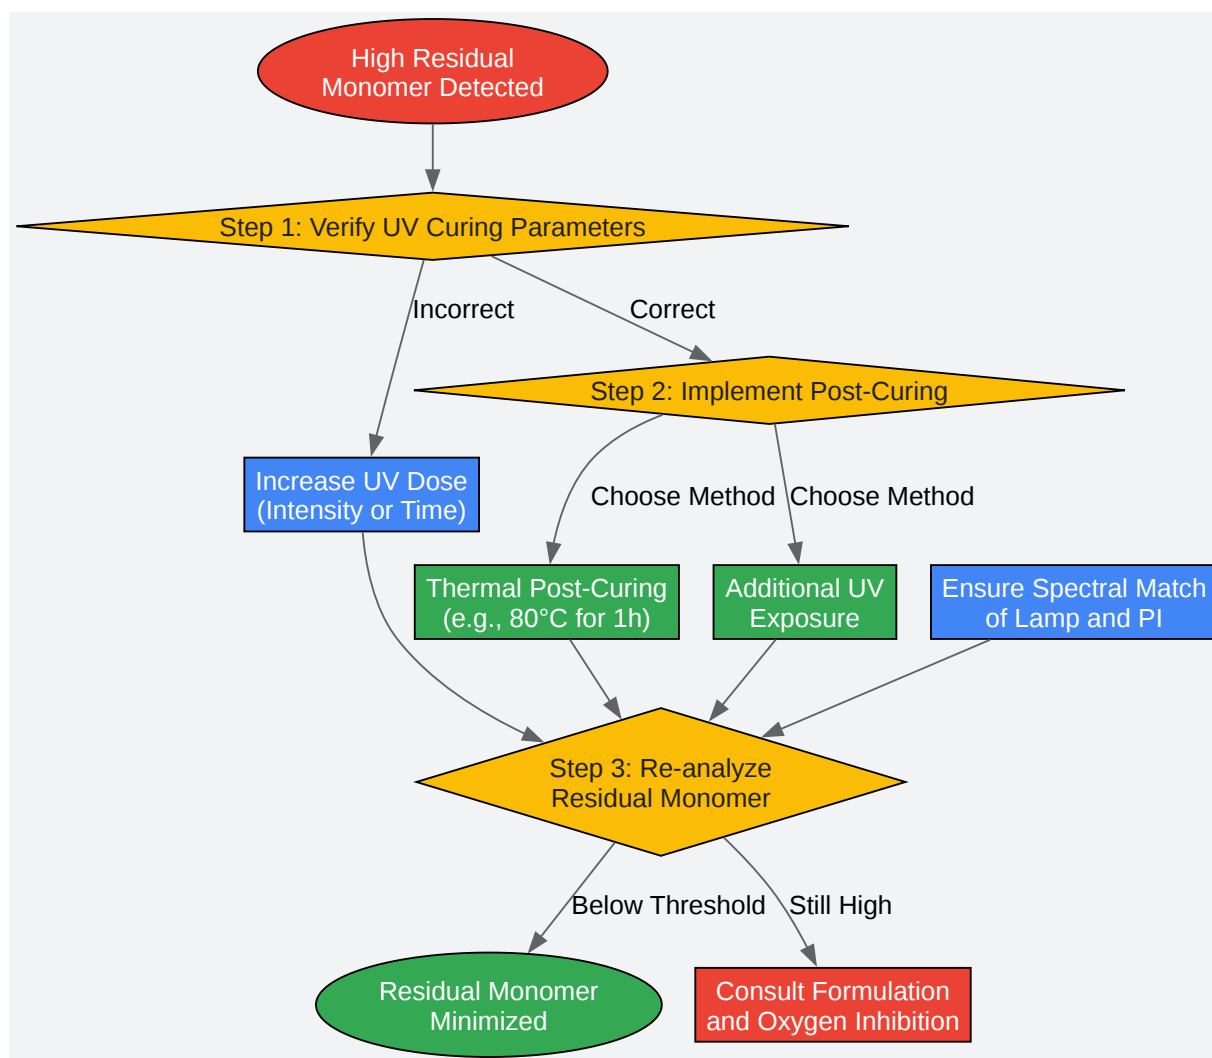 High Residual
Monomer Detected
Step 1: Verify UV Curing Parameters
Incorrect
Correct
Step 2: Implement Post-Curing
Increase UV Dose
(Intensity or Time)
Choose Method
Choose Method
Thermal Post-Curing
(e.g., 80°C for 1h)
Additional UV
Exposure
Ensure Spectral Match
of Lamp and PI
Step 3: Re-analyze
Residual Monomer
Below Threshold
Still High
Residual Monomer
Minimized
Consult Formulation
and Oxygen Inhibition